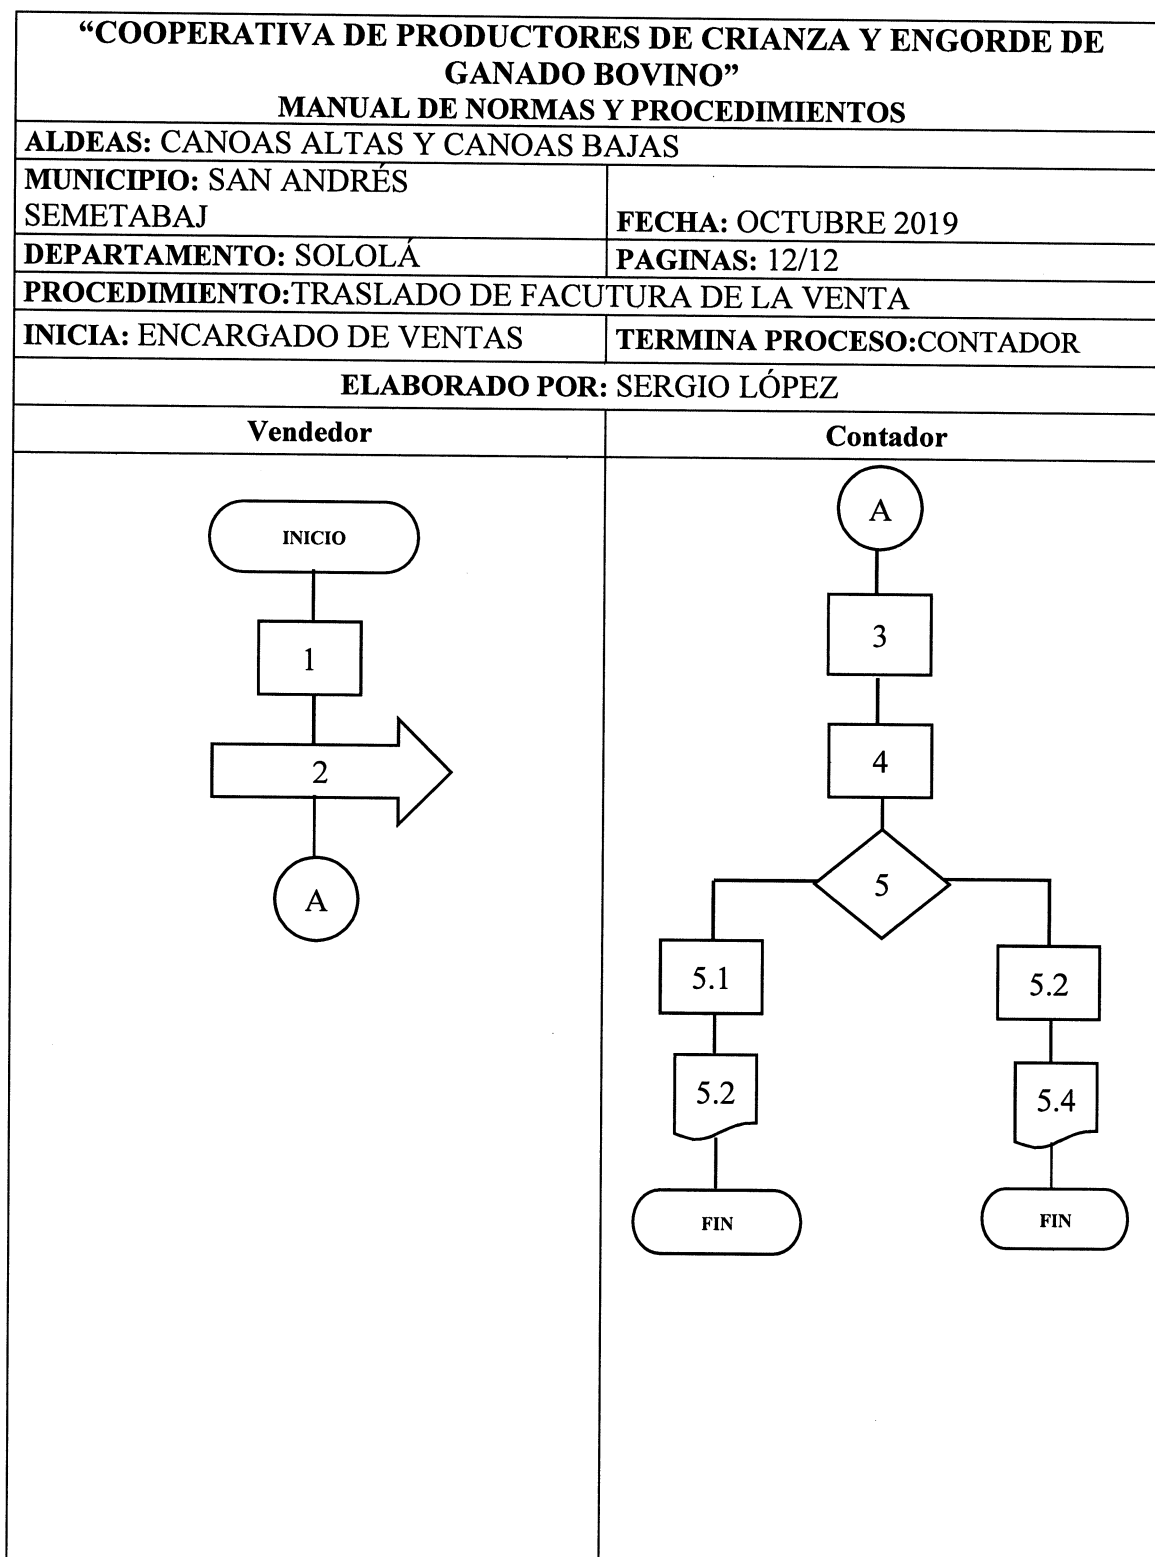 “COOPERATIVA DE PRODUCTORES DE CRIANZA Y ENGORDE DE
GANADO BOVINO”
MANUAL DE NORMAS Y PROCEDIMIENTOS
ALDEAS: CANOAS ALTAS Y CANOAS BAJAS
MUNICIPIO: SAN ANDRÉS
SEMETABAJ
FECHA: OCTUBRE 2019
DEPARTAMENTO: SOLOLÁ
PAGINAS: 12/12
PROCEDIMIENTO:TRASLADO DE FACUTURA DE LA VENTA
INICIA: ENCARGADO DE VENTAS
TERMINA PROCESO:CONTADOR
ELABORADO POR: SERGIO LÓPEZ
Vendedor
Contador
INICIO
1
2
A
A
3
4
5
5.1
5.2
5.2
5.4
FIN
FIN